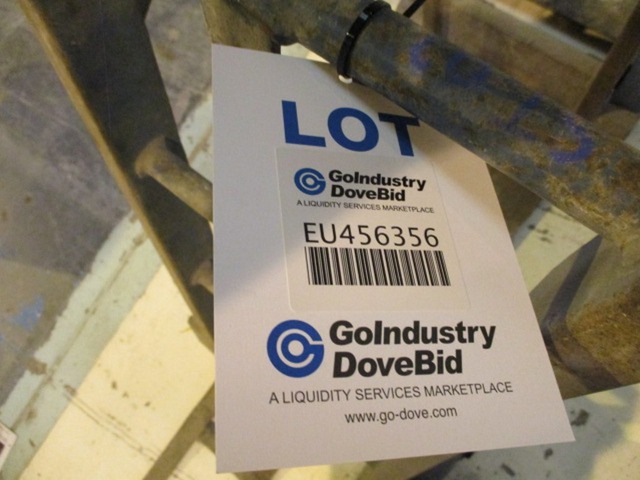 LOT
GoIndustry
DoveBid
A LIQUIDITY SERVICES MARKETPLACE
EU456356
GoIndustry
DoveBid
A LIQUIDITY SERVICES MARKETPLACE
www.go-dove.com